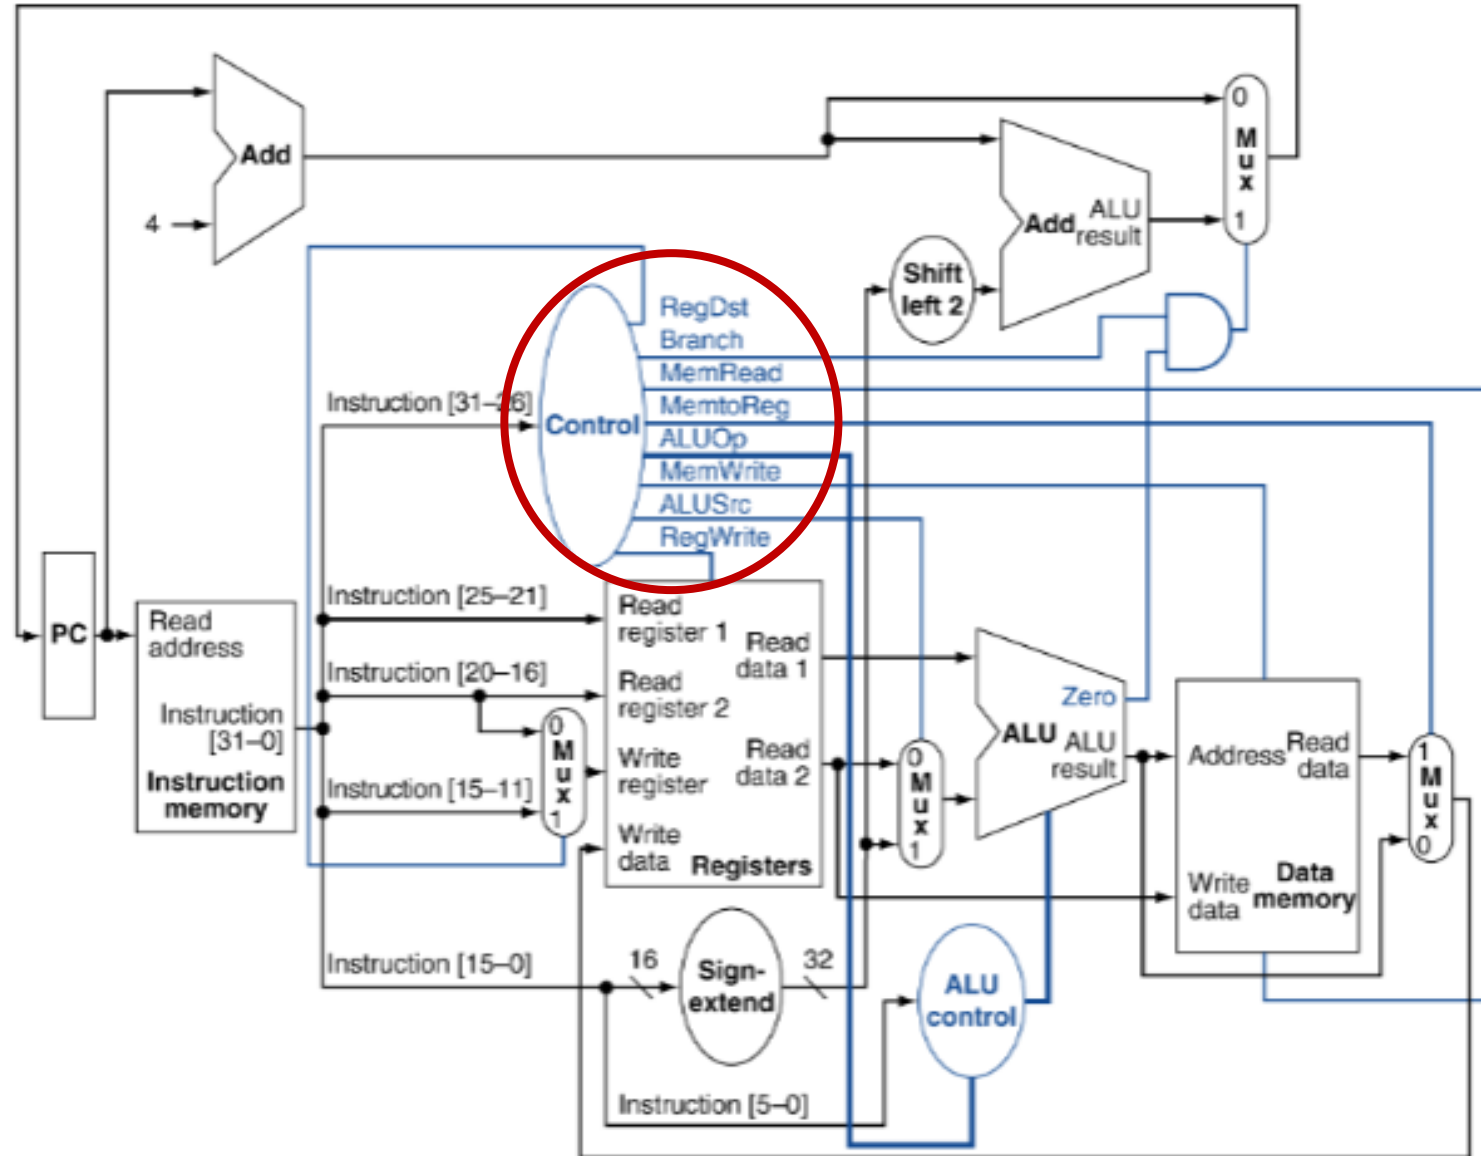 0
M
u
x
1
Add
4
Add
ALU
result
Shift
left 2
RegDst
Branch
MemRead
MemtoReg
ALUOp
MemWrite
ALUSrc
RegWrite
Instruction [31–26]
Control
Instruction [25–21]
Instruction [20–16]
Instruction [15–11]
Instruction [15–0]
Instruction [5–0]
PC
Read
address
Instruction
[31–0]
Instruction
memory
0
M
u
x
1
Read
register 1
Read
register 2
Write
register
Write
data
Read
data 1
Read
data 2
Registers
0
M
u
x
1
Zero
ALU
ALU
result
Address
Read
data
Write
data
Data
memory
1
M
u
x
0
16
Sign-
extend
32
ALU
control